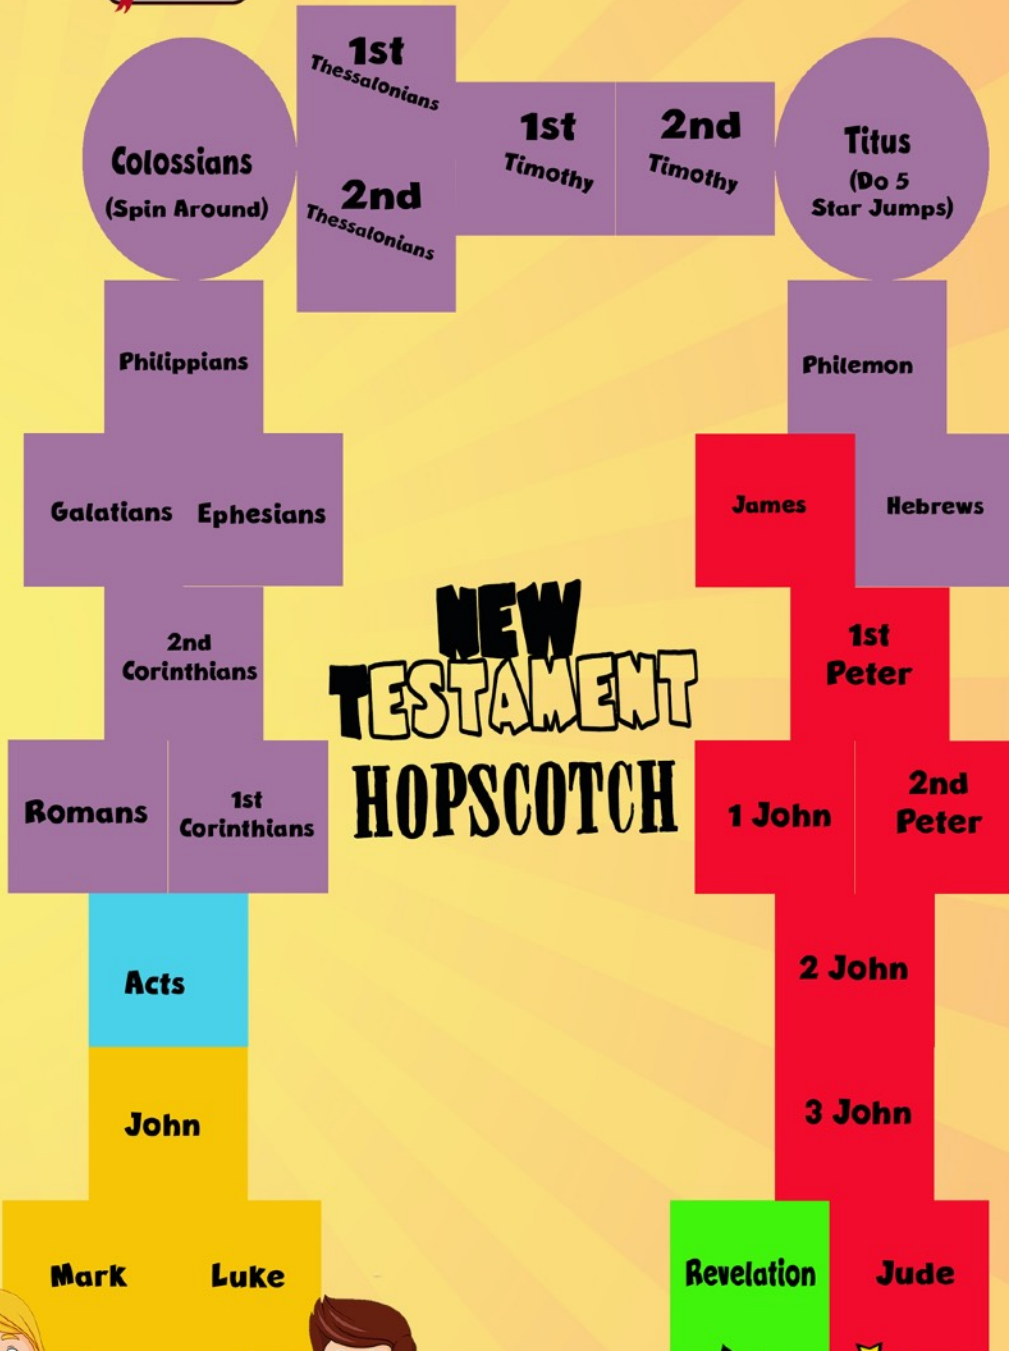 1st
Thessalonians
2nd
Thessalonians
1st
Timothy
2nd
Timothy
Colossians
(Spin Around)
Titus
(Do 5
Star Jumps)
Philippians
Philemon
Galatians
Ephesians
James
Hebrews
2nd
Corinthians
1st
Peter
NEW
TESTAMENT
HOPSCOTCH
Romans
1st
Corinthians
1 John
2nd
Peter
Acts
2 John
John
3 John
Mark
Luke
Revelation
Jude